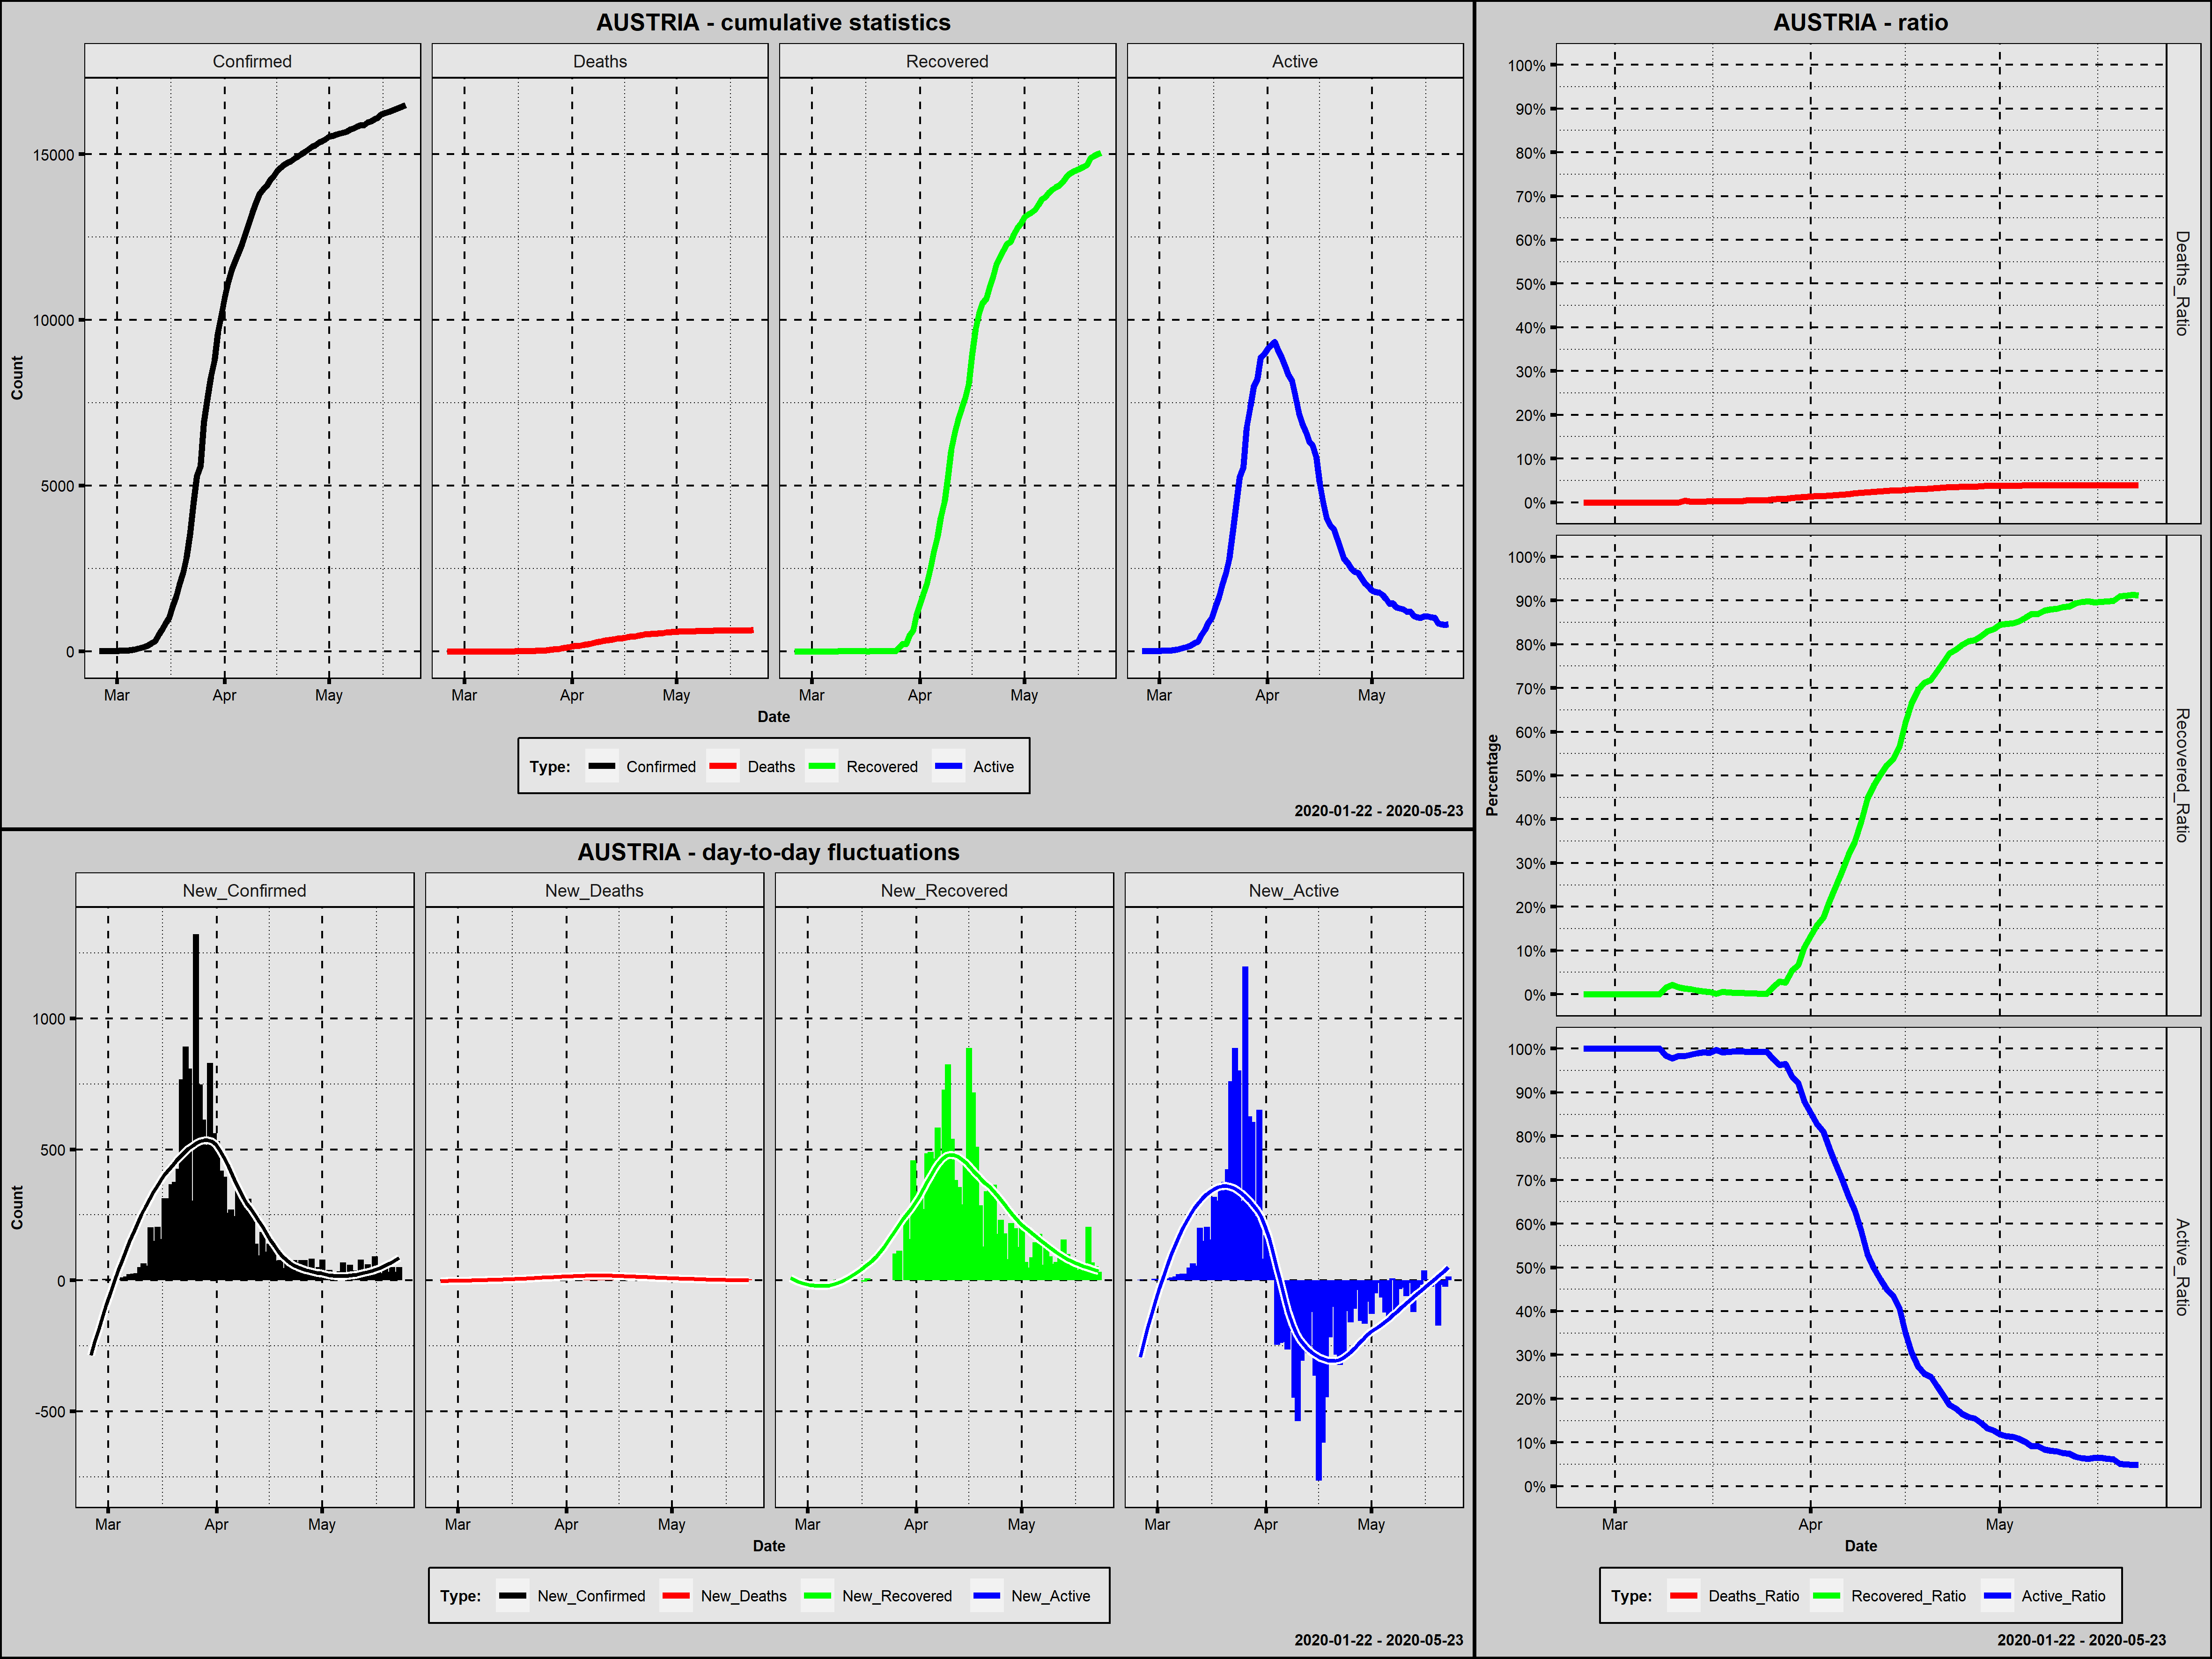 AUSTRIA - cumulative statistics
Confirmed Deaths Recovered Active
15000
10000
5000
0
Count
Mar Apr May Mar Apr May Mar Apr May Mar Apr May
Date
Type: Confirmed Deaths Recovered Active
2020-01-22 - 2020-05-23
AUSTRIA - day-to-day fluctuations
New_Confirmed New_Deaths New_Recovered New_Active
1000
500
0
-500
Count
Mar Apr May Mar Apr May Mar Apr May Mar Apr May
Date
Type: New_Confirmed New_Deaths New_Recovered New_Active
2020-01-22 - 2020-05-23
AUSTRIA - ratio
100%
90%
80%
70%
60%
50%
40%
30%
20%
10%
0%
Deaths_Ratio
100%
90%
80%
70%
60%
50%
40%
30%
20%
10%
0%
Recovered_Ratio
Percentage
100%
90%
80%
70%
60%
50%
40%
30%
20%
10%
0%
Active_Ratio
Mar Apr May
Date
Type: Deaths_Ratio Recovered_Ratio Active_Ratio
2020-01-22 - 2020-05-23